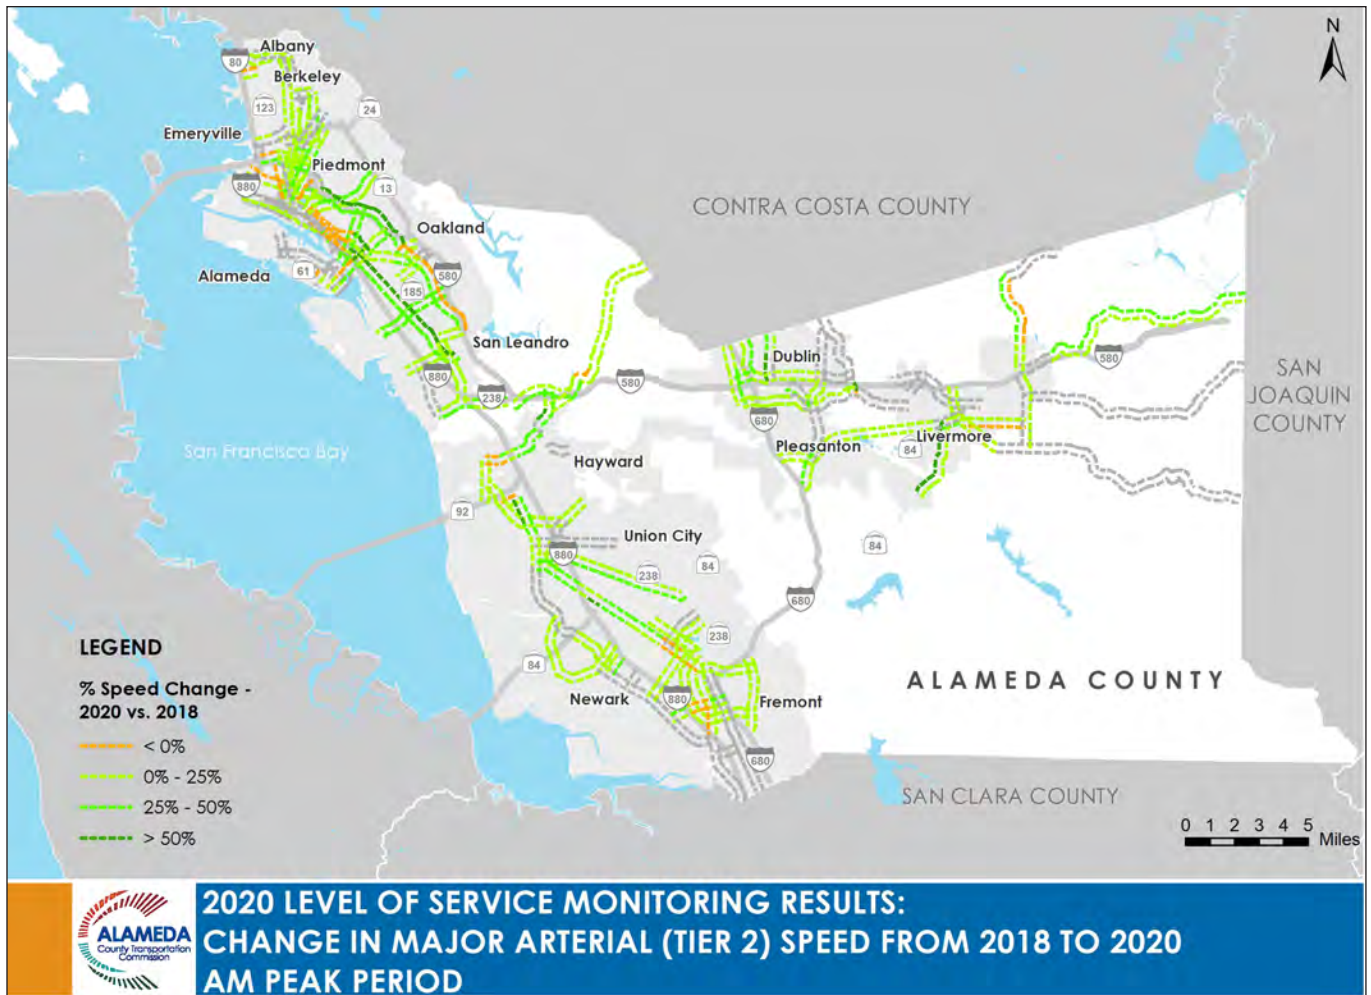 N
Albany
80
Berkeley
123
24
Emeryville
Piedmont
880
13
CONTRA COSTA COUNTY
Oakland
Alameda
61
580
185
San Leandro
Dublin
580
880
238
580
SAN
JOAQUIN
COUNTY
680
San Francisco Bay
Pleasanton
Livermore
84
Hayward
92
Union City
880
84
84
238
680
238
LEGEND
84
% Speed Change -
2020 vs. 2018
Newark
880
Fremont
ALAMEDA COUNTY
< 0%
0% - 25%
680
25% - 50%
SAN CLARA COUNTY
> 50%
0 1 2 3 4 5
Miles
ALAMEDA
County Transportation
Commission
2020 LEVEL OF SERVICE MONITORING RESULTS:
CHANGE IN MAJOR ARTERIAL (TIER 2) SPEED FROM 2018 TO 2020
AM PEAK PERIOD